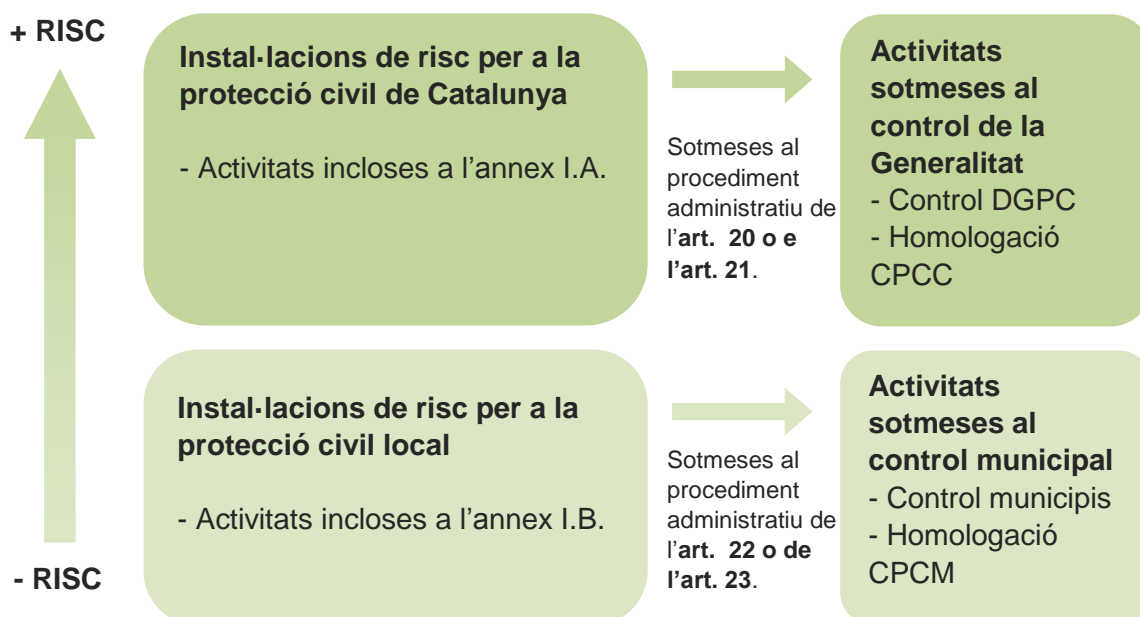 + RISC
Instal·lacions de risc per a la
protecció civil de Catalunya
- Activitats incloses a l’annex I.A.
Sotmeses al
procediment
administratiu de
l’art. 20 o e
l’art. 21.
Activitats
sotmeses al
control de la
Generalitat
- Control DGPC
- Homologació
CPCC
Instal·lacions de risc per a la
protecció civil local
- Activitats incloses a l’annex I.B.
Sotmeses al
procediment
administratiu de
l’art. 22 o de
l’art. 23.
Activitats
sotmeses al
control municipal
- Control municipis
- Homologació
CPCM
- RISC